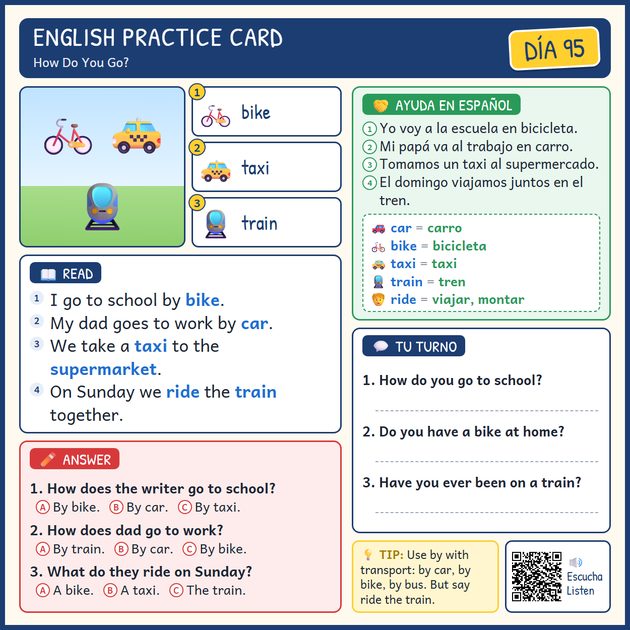 ENGLISH PRACTICE CARD
How Do You Go?
DÍA 95
1
bike
2
taxi
3
train
READ
1 I go to school by bike.
2 My dad goes to work by car.
3 We take a taxi to the
supermarket.
4 On Sunday we ride the train
together.
ANSWER
1. How does the writer go to school?
A By bike. B By car. C By taxi.
2. How does dad go to work?
A By train. B By car. C By bike.
3. What do they ride on Sunday?
A A bike. B A taxi. C The train.
AYUDA EN ESPAÑOL
1 Yo voy a la escuela en bicicleta.
2 Mi papá va al trabajo en carro.
3 Tomamos un taxi al supermercado.
4 El domingo viajamos juntos en el
tren.
car = carro
bike = bicicleta
taxi = taxi
train = tren
ride = viajar, montar
TU TURNO
1. How do you go to school?
2. Do you have a bike at home?
3. Have you ever been on a train?
TIP: Use by with
transport: by car, by
bike, by bus. But say
ride the train.
Escucha
Listen